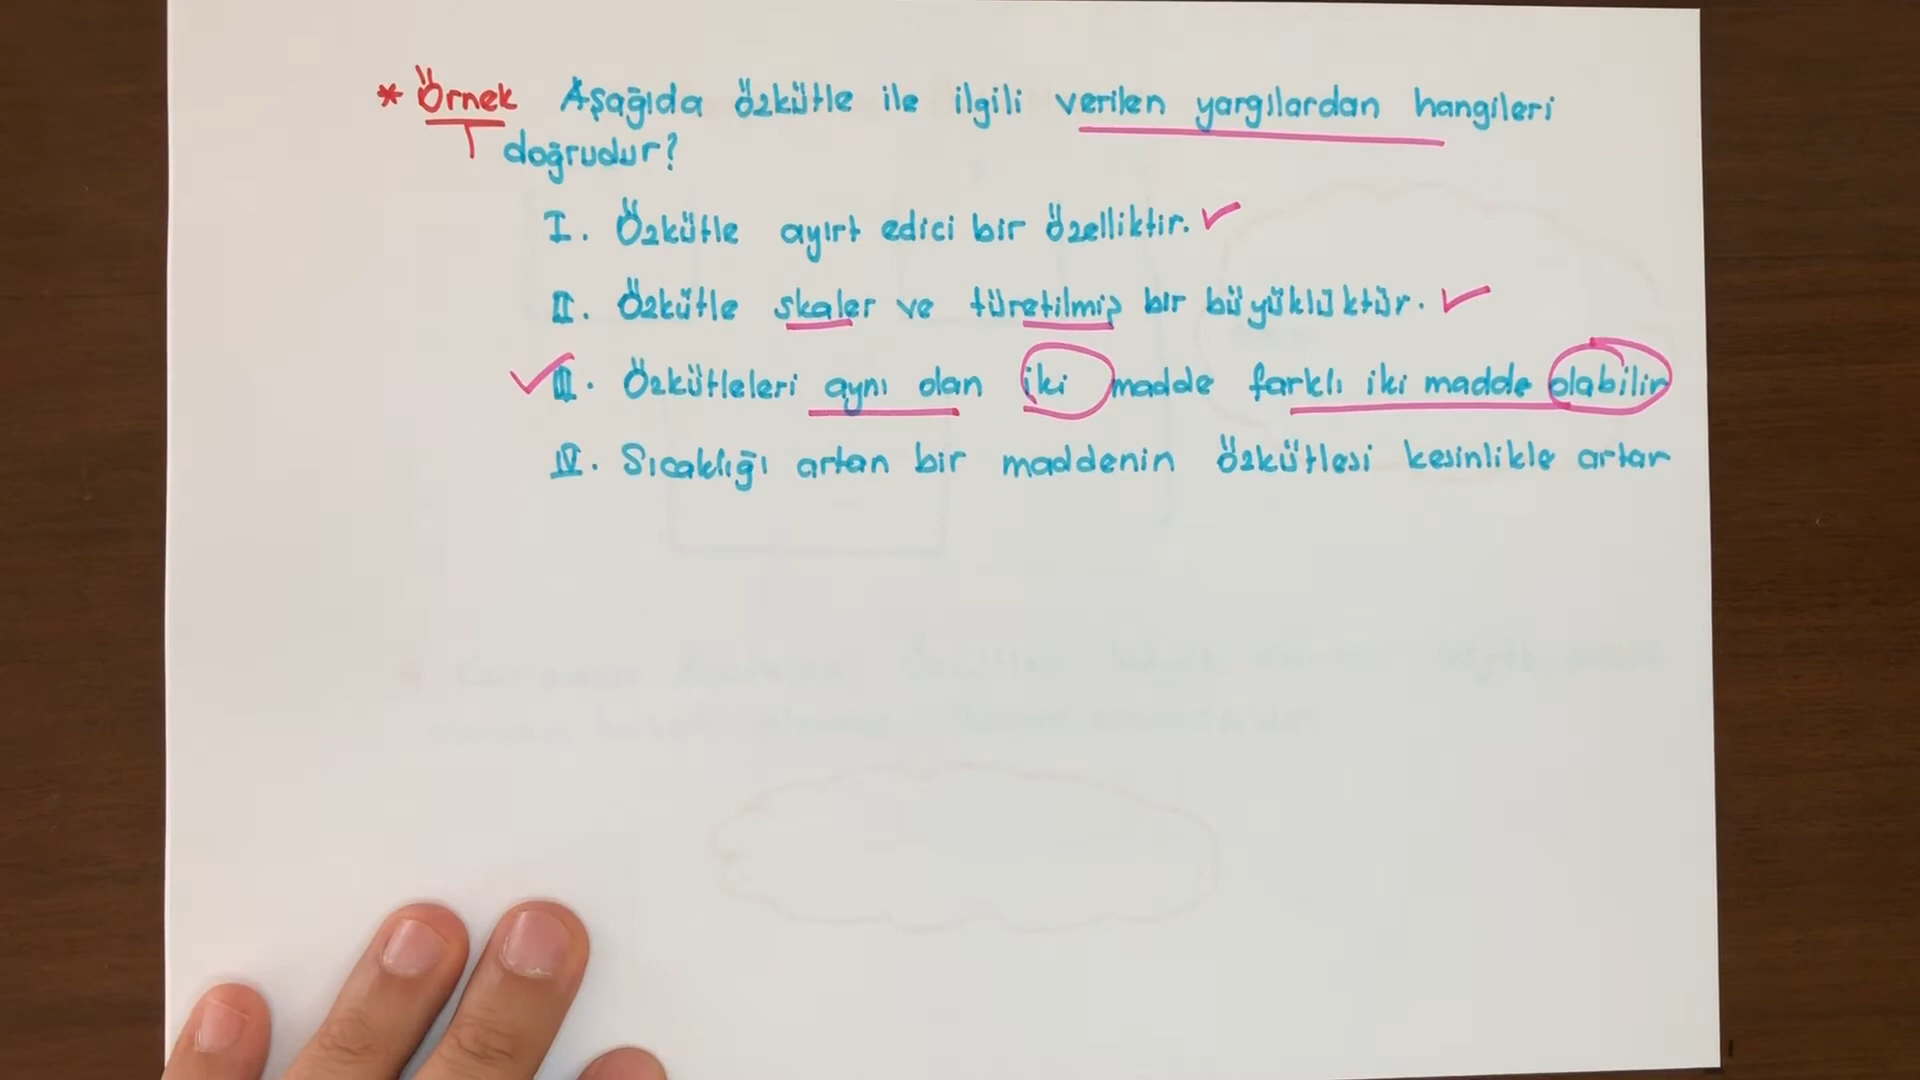 * Örnek Aşağıda özkütle ile ilgili verilen yargılardan hangileri
doğrudur?
I. Özkütle ayırt edici bir özelliktir.
II. Özkütle skaler ve türetilmiş bir büyüklüktür.
III. Özkütleleri aynı olan iki madde farklı iki madde olabilir
IV. Sıcaklığı artan bir maddenin özkütlesi kesinlikle artar